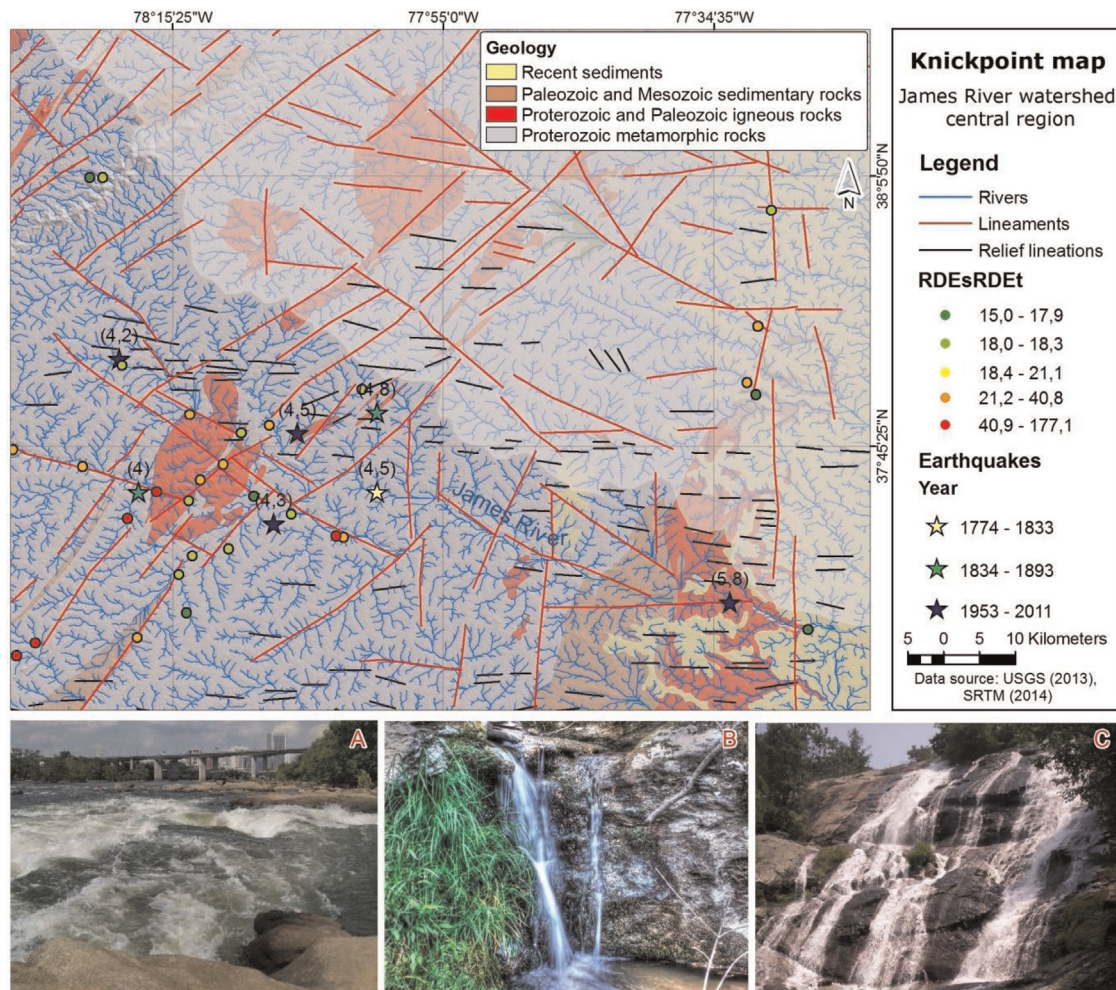 78°15'25"W
77°55'0"W
77°34'35"W
Geology
Recent sediments
Paleozoic and Mesozoic sedimentary rocks
Proterozoic and Paleozoic igneous rocks
Proterozoic metamorphic rocks
38°5'50"N
N
37°45'25"N
(4,2)
(4,8)
(4,5)
(4)
(4,5)
(4,3)
James River
(5,8)
Knickpoint map
James River watershed
central region
Legend
Rivers
Lineaments
Relief lineations
RDEsRDEt
15,0 - 17,9
18,0 - 18,3
18,4 - 21,1
21,2 - 40,8
40,9 - 177,1
Earthquakes
Year
1774 - 1833
1834 - 1893
1953 - 2011
5 0 5 10 Kilometers
Data source: USGS (2013),
SRTM (2014)
A
B
C